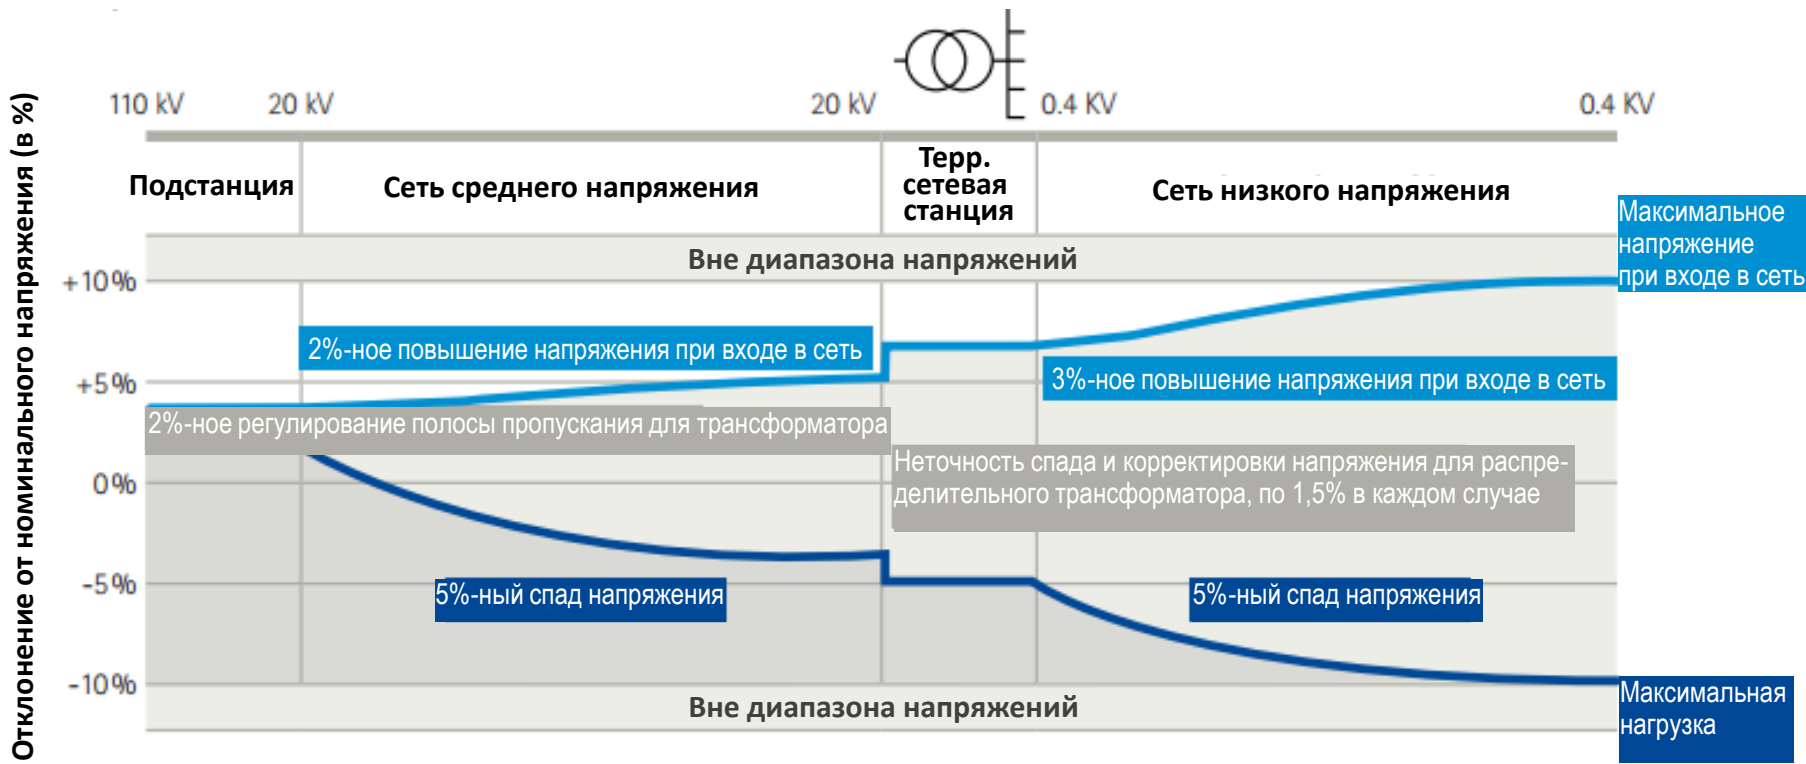 110 kV 20 kV 20 kV 0.4 KV 0.4 KV
Отклонение от номинального напряжения (в %)
Подстанция
Сеть среднего напряжения
Терр.
сетевая
станция
Сеть низкого напряжения
Максимальное
напряжение
при входе в сеть
Вне диапазона напряжений
+10%
2%-ное повышение напряжения при входе в сеть
+5%
3%-ное повышение напряжения при входе в сеть
2%-ное регулирование полосы пропускания для трансформатора
Неточность спада и корректировки напряжения для распре-
делительного трансформатора, по 1,5% в каждом случае
0%
-5%
5%-ный спад напряжения
5%-ный спад напряжения
-10%
Вне диапазона напряжений
Максимальная
нагрузка